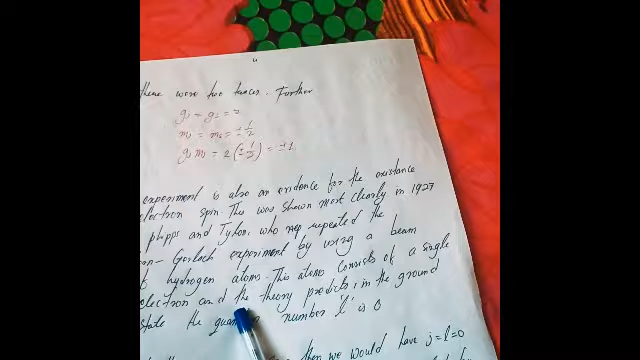 there were two traces. Further
g = gs = 2
ms = ± 1/2
g ms = 2 (± 1/2) = ± 1
experiment is also an evidence for the existance
electron spin. This was shown most clearly in 1927
phipps and Tylor, who repeated the
Gerlach experiment by using a beam
of hydrogen atoms. This atoms consists of a single
electron and the theory predicts, in the ground
state the quantum number 'l' is 0
then we would have j = l = 0